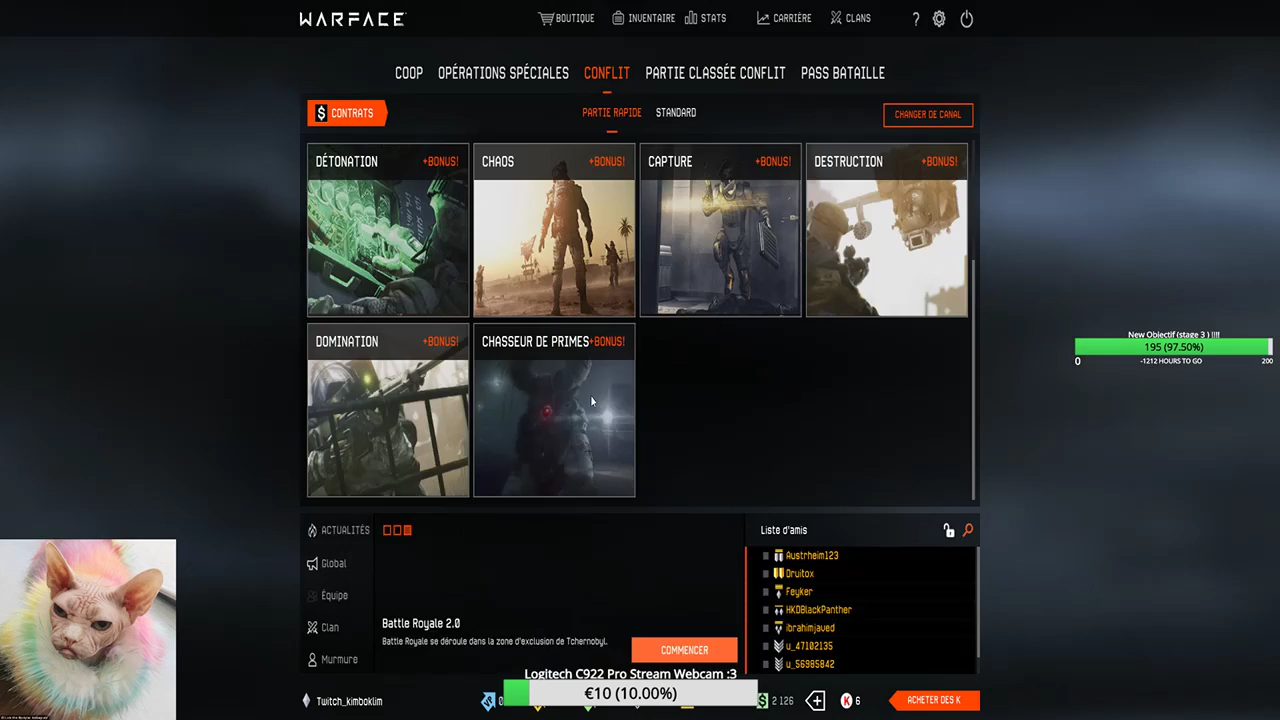 WARFACE
BOUTIQUE INVENTAIRE STATS CARRIÈRE CLANS ?
COOP OPÉRATIONS SPÉCIALES CONFLIT PARTIE CLASSÉE CONFLIT PASS BATAILLE
$ CONTRATS PARTIE RAPIDE STANDARD CHANGER DE CANAL
DÉTONATION +BONUS! CHAOS +BONUS! CAPTURE +BONUS! DESTRUCTION +BONUS!
DOMINATION +BONUS! CHASSEUR DE PRIMES+BONUS!
New Objectif (stage 3 ) !!!!
195 (97.50%)
0 -1212 HOURS TO GO 200
ACTUALITÉS
Global
Équipe
Clan
Murmure
Battle Royale 2.0
Battle Royale se déroule dans la zone d'exclusion de Tchernobyl.
COMMENCER
Liste d'amis
Austrheim123
Druitox
Feyker
HKDBlackPanther
ibrahimjaved
u_47102135
u_56985842
Logitech C922 Pro Stream Webcam :3
€10 (10.00%)
Twitch_kimboklim 0 $ 2 126 K 6 ACHETER DES K